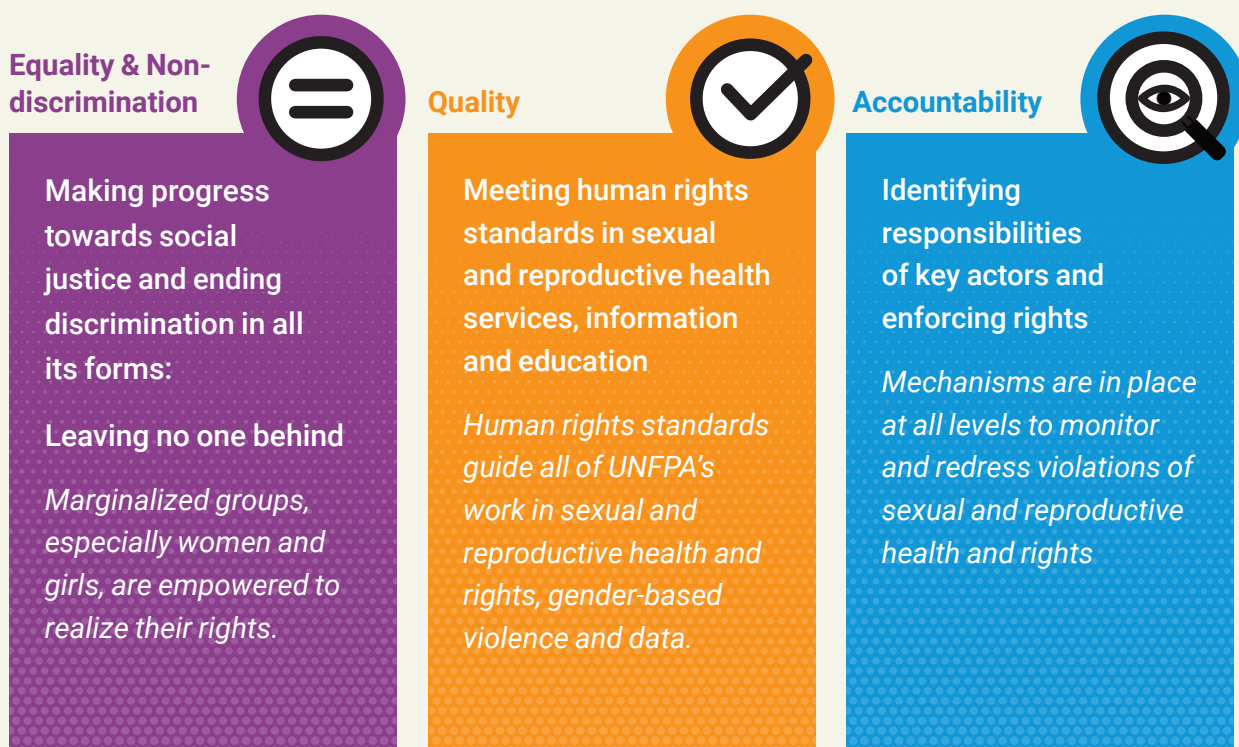 Equality & Non-
discrimination
Making progress
towards social
justice and ending
discrimination in all
its forms:
Leaving no one behind
Marginalized groups,
especially women and
girls, are empowered to
realize their rights.
Quality
Meeting human rights
standards in sexual
and reproductive health
services, information
and education
Human rights standards
guide all of UNFPA’s
work in sexual and
reproductive health and
rights, gender-based
violence and data.
Accountability
Identifying
responsibilities
of key actors and
enforcing rights
Mechanisms are in place
at all levels to monitor
and redress violations of
sexual and reproductive
health and rights